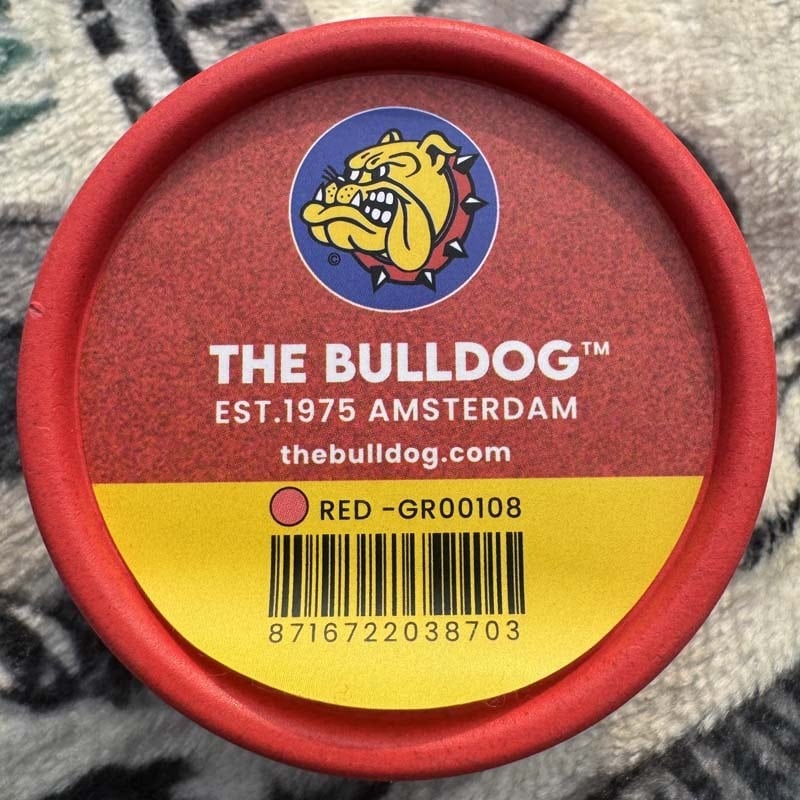 ©
THE BULLDOG™
EST.1975 AMSTERDAM
thebulldog.com
RED -GR00108
8716722038703